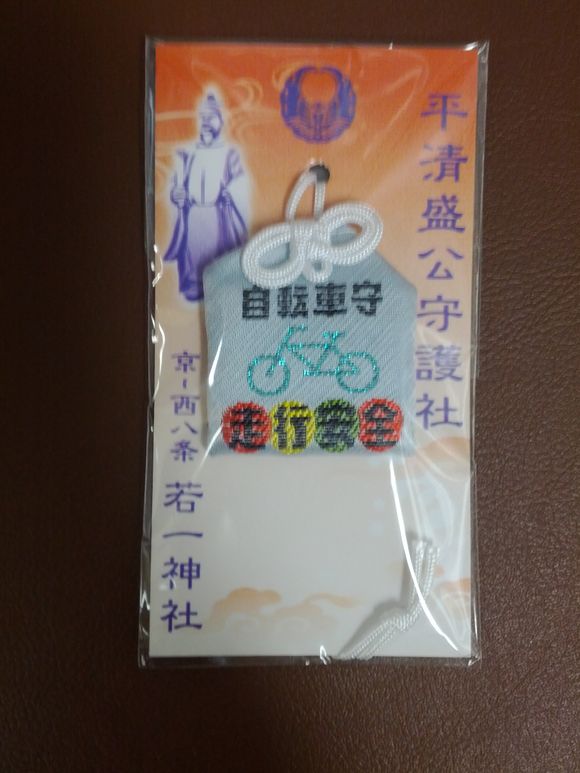 平清盛公守護社
自転車守
走行安全
京-西八条 若一神社